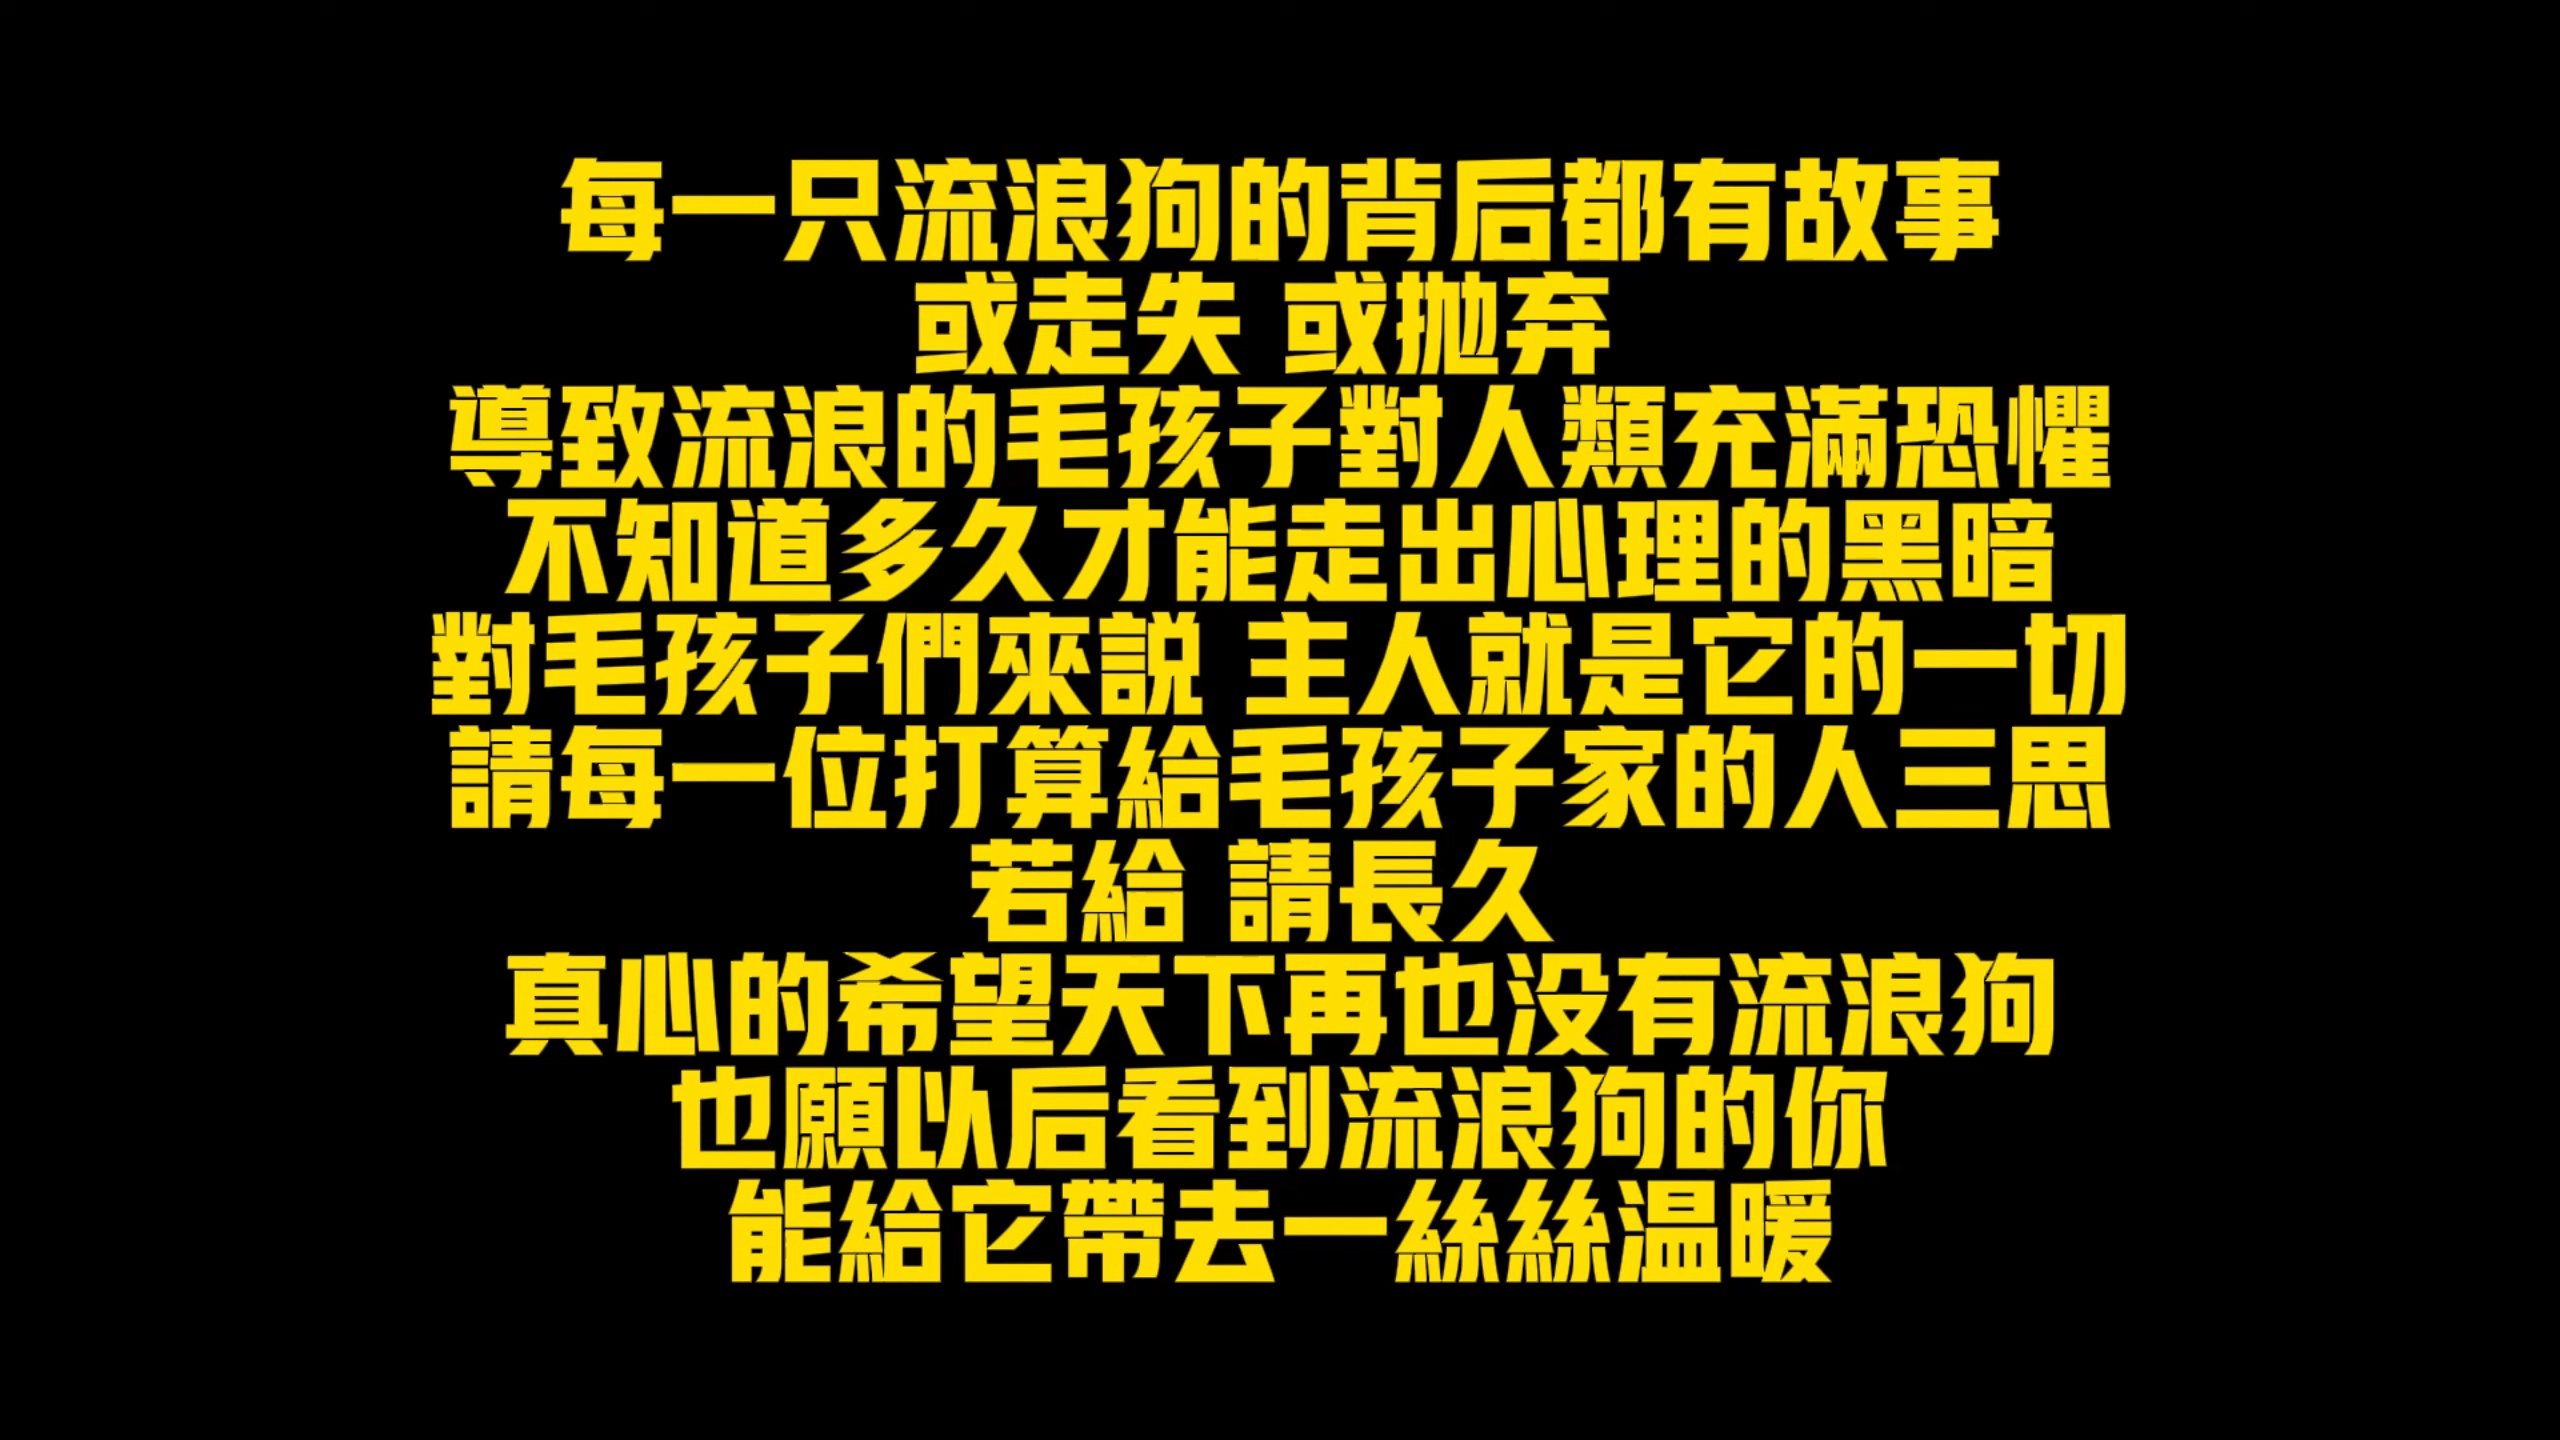 每一只流浪狗的背后都有故事
或走失 或抛弃
導致流浪的毛孩子對人類充滿恐懼
不知道多久才能走出心理的黑暗
對毛孩子們來説 主人就是它的一切
請每一位打算給毛孩子家的人三思
若給 請長久
真心的希望天下再也没有流浪狗
也願以后看到流浪狗的你
能給它帶去一絲絲温暖